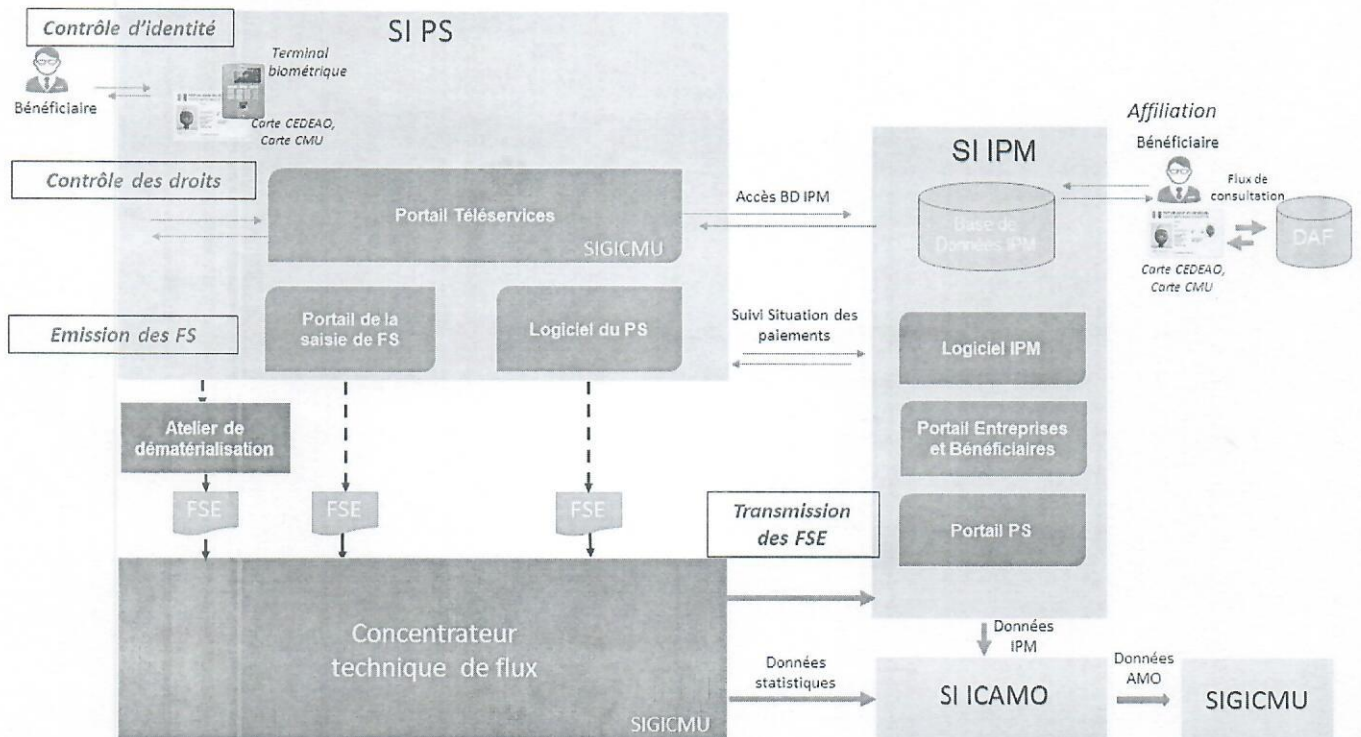 Contrôle d'identité
SI PS
Terminal
biométrique
Bénéficiaire
Carte CEDEAO,
Carte CMU
Affiliation
Bénéficiaire
SI IPM
Flux de
consultation
Contrôle des droits
Portail Téléservices
SIGICMU
Accès BD IPM
Base de
Données IPM
DAF
Carte CEDEAO,
Carte CMU
Emission des FS
Portail de la
saisie de FS
Logiciel du PS
Suivi Situation des
paiements
Logiciel IPM
Atelier de
dématérialisation
Portail Entreprises
et Bénéficiaires
FSE
FSE
FSE
Transmission
des FSE
Portail PS
Concentrateur
technique de flux
SIGICMU
Données
IPM
Données
statistiques
SI ICAMO
Données
AMO
SIGICMU